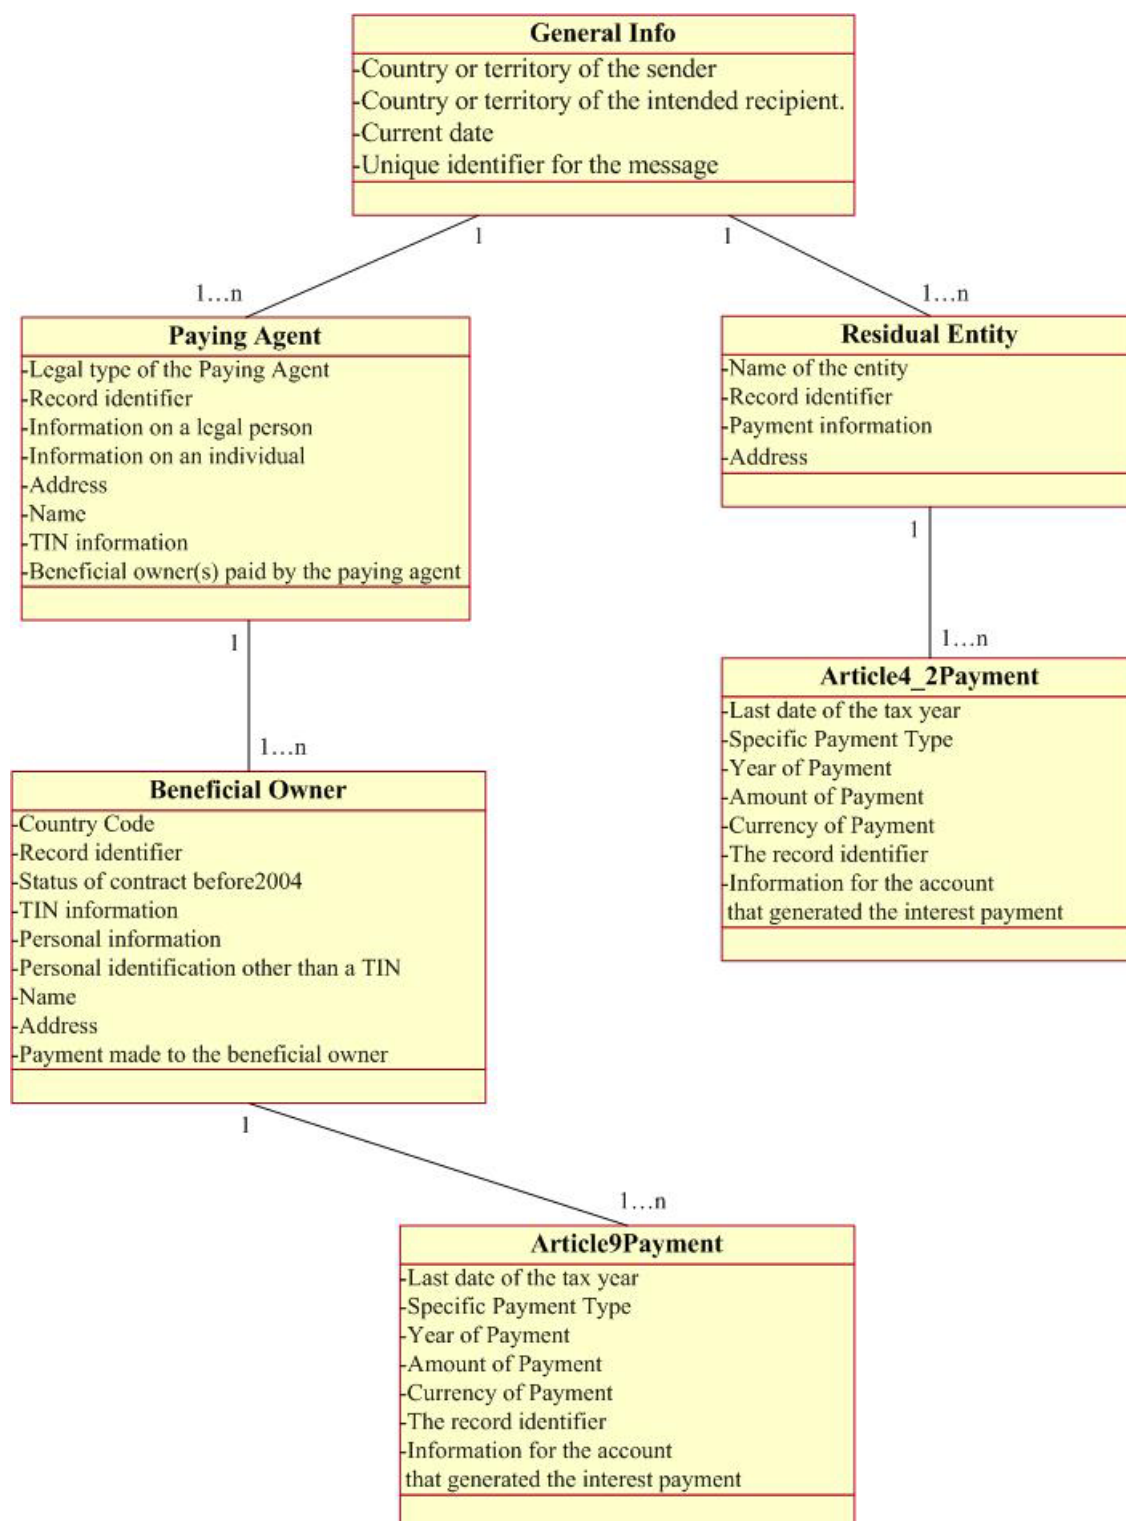 General Info
-Country or territory of the sender
-Country or territory of the intended recipient.
-Current date
-Unique identifier for the message
1
1
1…n
1…n
Paying Agent
-Legal type of the Paying Agent
-Record identifier
-Information on a legal person
-Information on an individual
-Address
-Name
-TIN information
-Beneficial owner(s) paid by the paying agent
Residual Entity
-Name of the entity
-Record identifier
-Payment information
-Address
1
1…n
1
1…n
Beneficial Owner
-Country Code
-Record identifier
-Status of contract before2004
-TIN information
-Personal information
-Personal identification other than a TIN
-Name
-Address
-Payment made to the beneficial owner
Article4_2Payment
-Last date of the tax year
-Specific Payment Type
-Year of Payment
-Amount of Payment
-Currency of Payment
-The record identifier
-Information for the account
that generated the interest payment
1
1…n
Article9Payment
-Last date of the tax year
-Specific Payment Type
-Year of Payment
-Amount of Payment
-Currency of Payment
-The record identifier
-Information for the account
that generated the interest payment